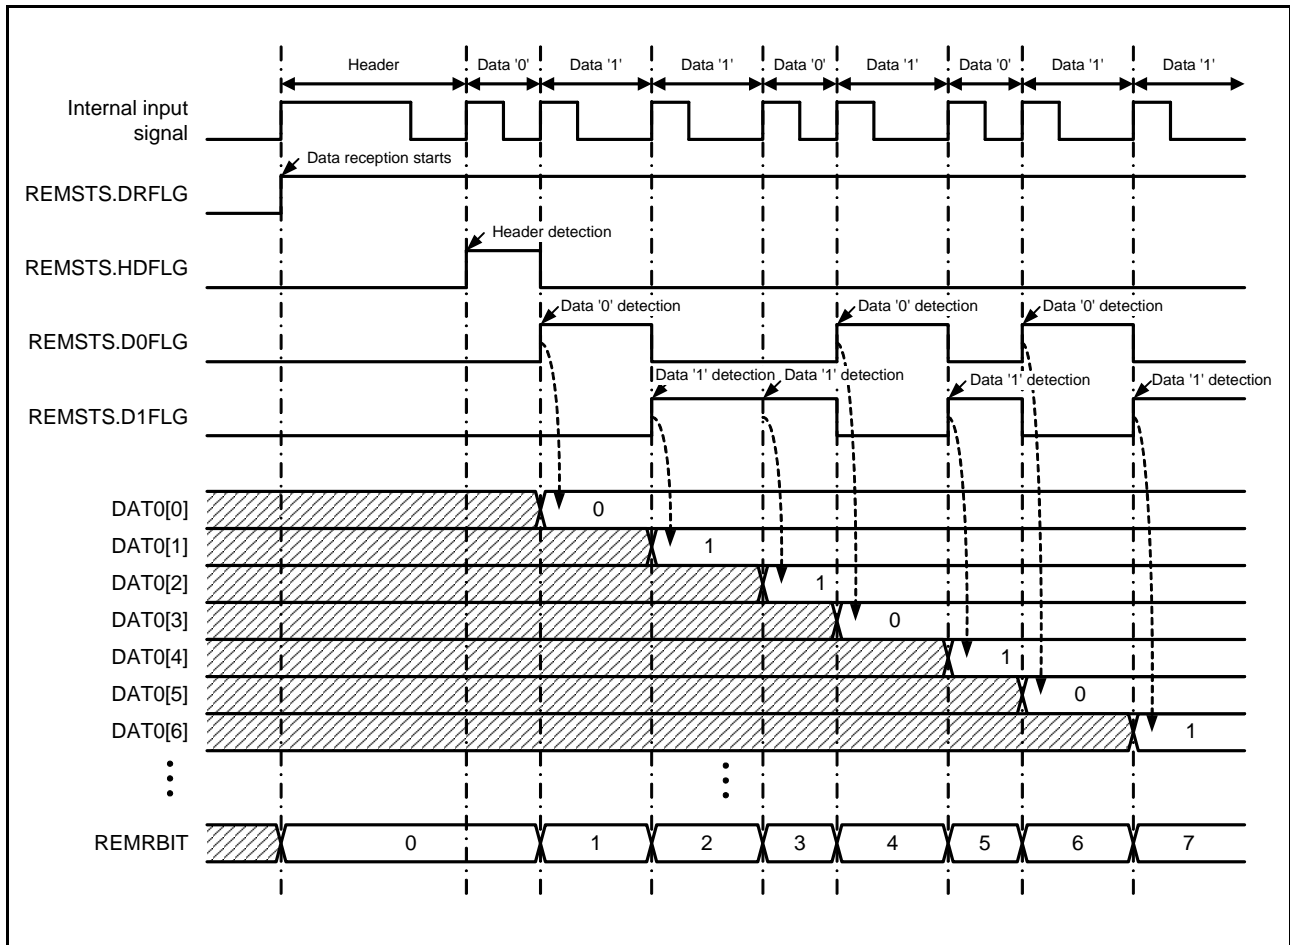 Header Data '0' Data '1' Data '1' Data '0' Data '1' Data '0' Data '1' Data '1'
Internal input
signal
Data reception starts
REMSTS.DRFLG
Header detection
REMSTS.HDFLG
Data '0' detection Data '0' detection Data '0' detection
REMSTS.D0FLG
Data '1' detection Data '1' detection Data '1' detection Data '1' detection
REMSTS.D1FLG
DAT0[0] 0
DAT0[1] 1
DAT0[2] 1
DAT0[3] 0
DAT0[4] 1
DAT0[5] 0
DAT0[6] 1
REMRBIT 0 1 2 3 4 5 6 7